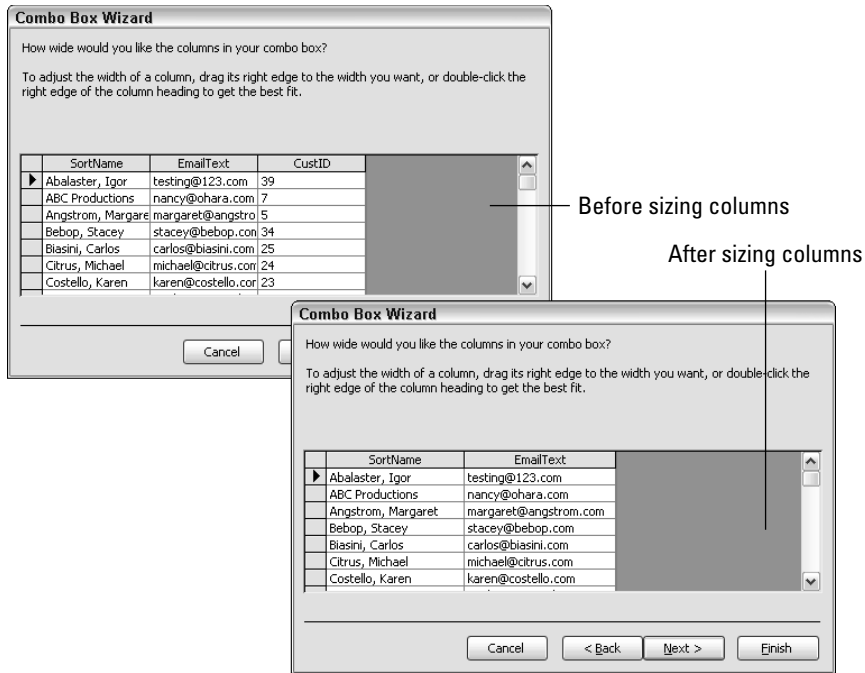 Combo Box Wizard
How wide would you like the columns in your combo box?
To adjust the width of a column, drag its right edge to the width you want, or double-click the
right edge of the column heading to get the best fit.
SortName EmailText CustID
Abalaster, Igor testing@123.com 39
ABC Productions nancy@ohara.com 7
Angstrom, Margare margaret@angstro 5
Bebop, Stacey stacey@bebop.con 34
Biasini, Carlos carlos@biasini.com 25
Citrus, Michael michael@citrus.com 24
Costello, Karen karen@costello.cor 23
Cancel
Before sizing columns
After sizing columns
Combo Box Wizard
How wide would you like the columns in your combo box?
To adjust the width of a column, drag its right edge to the width you want, or double-click the
right edge of the column heading to get the best fit.
SortName EmailText
Abalaster, Igor testing@123.com
ABC Productions nancy@ohara.com
Angstrom, Margaret margaret@angstrom.com
Bebop, Stacey stacey@bebop.com
Biasini, Carlos carlos@biasini.com
Citrus, Michael michael@citrus.com
Costello, Karen karen@costello.com
Cancel < Back Next > Finish